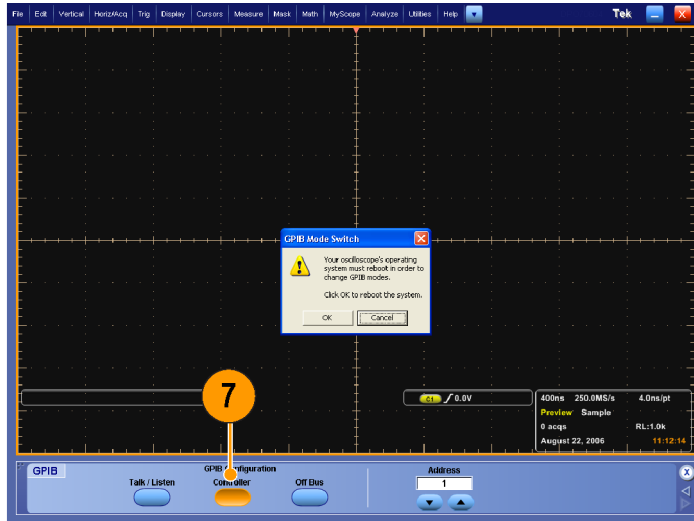 File Edit Vertical Horiz/Acq Trig Display Cursors Measure Mask Math MyScope Analyze Utilities Help Tek X
GPIB Mode Switch
Your oscilloscope's operating
system must reboot in order to
change GPIB modes.
Click OK to reboot the system.
OK Cancel
7
C1 0.0V
400ns 250.0MS/s 4.0ns/pt
Preview Sample
0 acqs RL:1.0k
August 22, 2006 11:12:14
GPIB
GPIB Configuration
Talk / Listen Controller Off Bus
Address
1
X